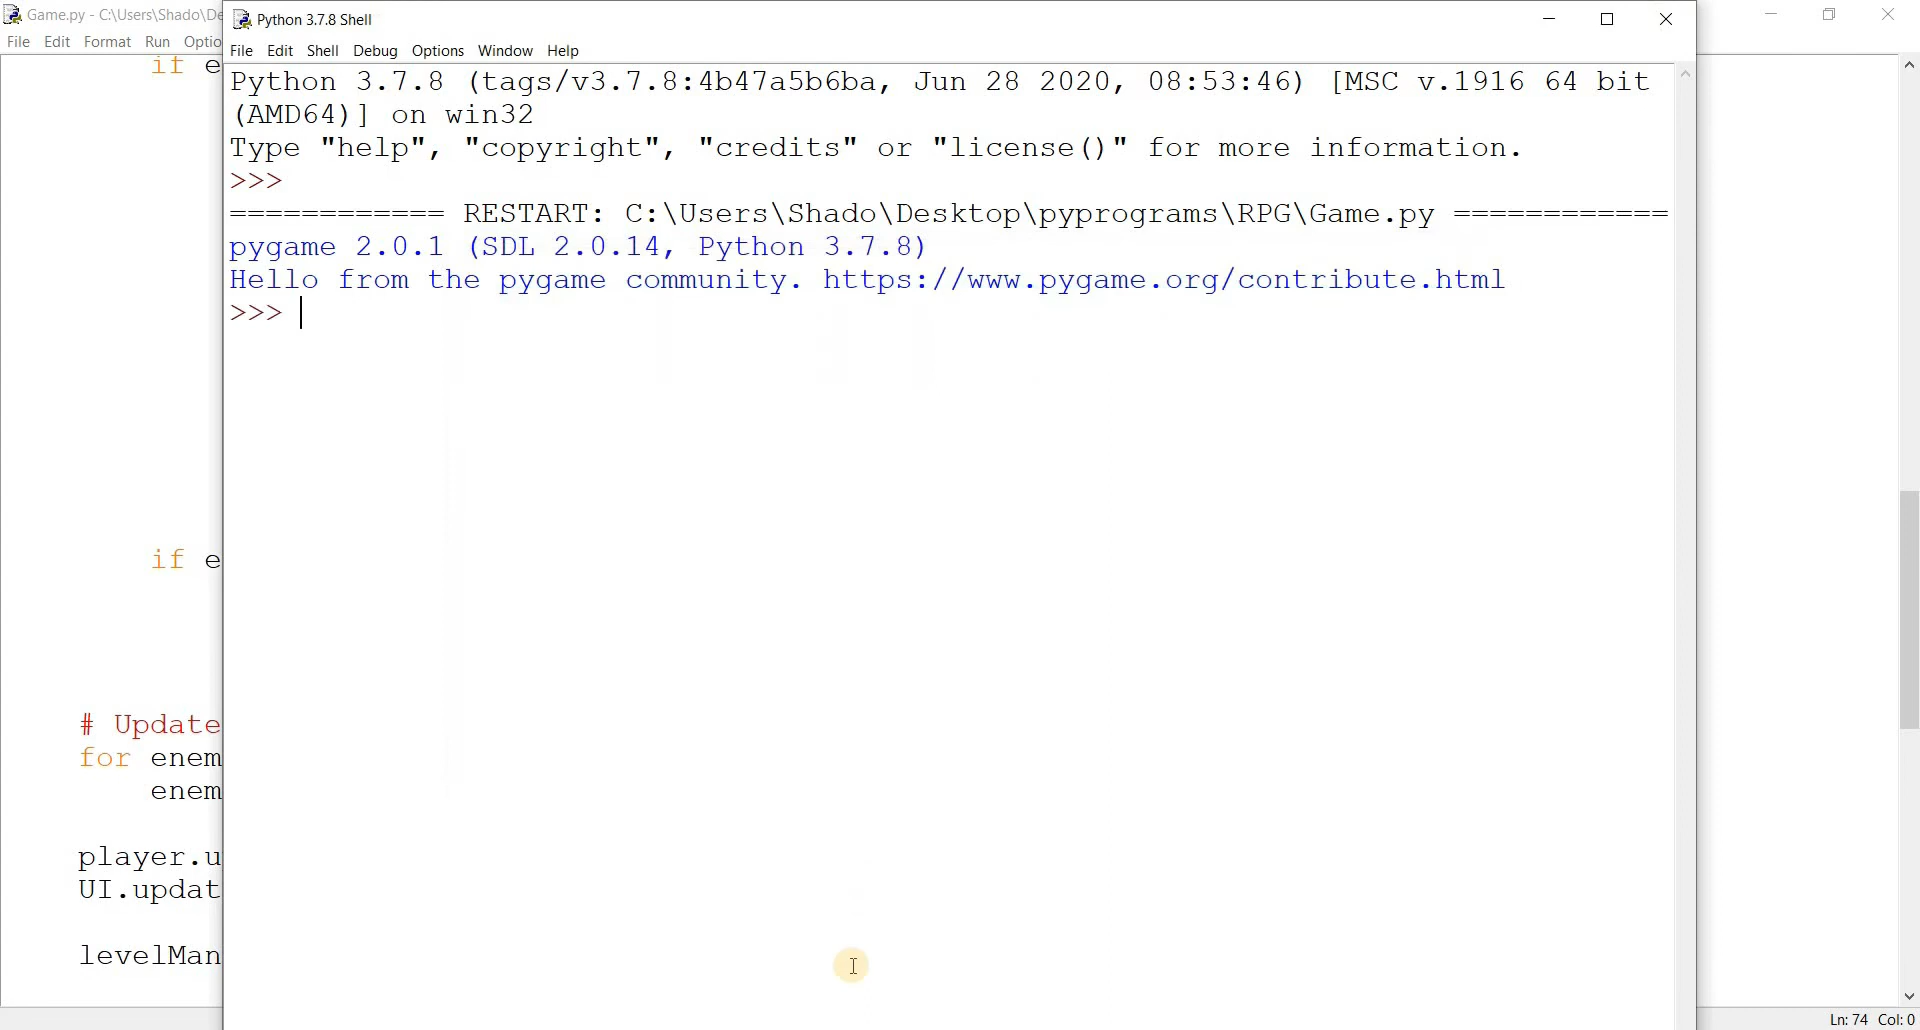 Game.py - C:\Users\Shado\De
File Edit Format Run Optio
if e
if e
# Update
for enem
enem
player.u
UI.updat
levelMan
Python 3.7.8 Shell
File Edit Shell Debug Options Window Help
Python 3.7.8 (tags/v3.7.8:4b47a5b6ba, Jun 28 2020, 08:53:46) [MSC v.1916 64 bit
(AMD64)] on win32
Type "help", "copyright", "credits" or "license()" for more information.
>>>
============ RESTART: C:\Users\Shado\Desktop\pyprograms\RPG\Game.py ============
pygame 2.0.1 (SDL 2.0.14, Python 3.7.8)
Hello from the pygame community. https://www.pygame.org/contribute.html
>>>
Ln: 74 Col: 0